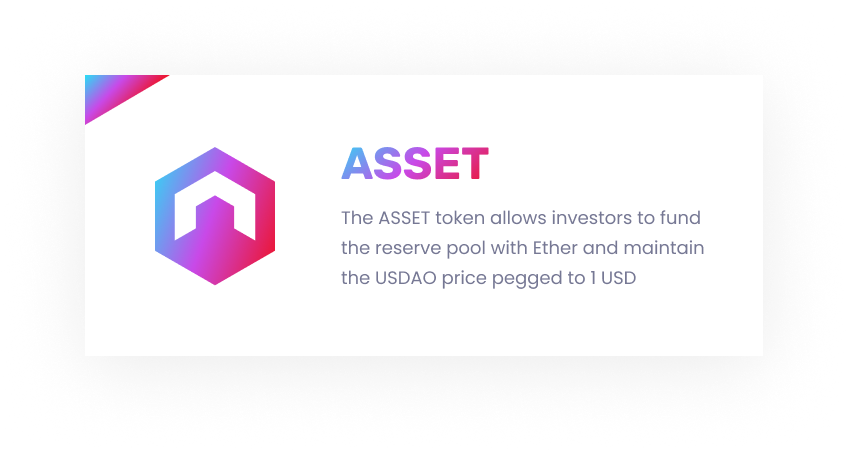 ASSET
The ASSET token allows investors to fund
the reserve pool with Ether and maintain
the USDAO price pegged to 1 USD